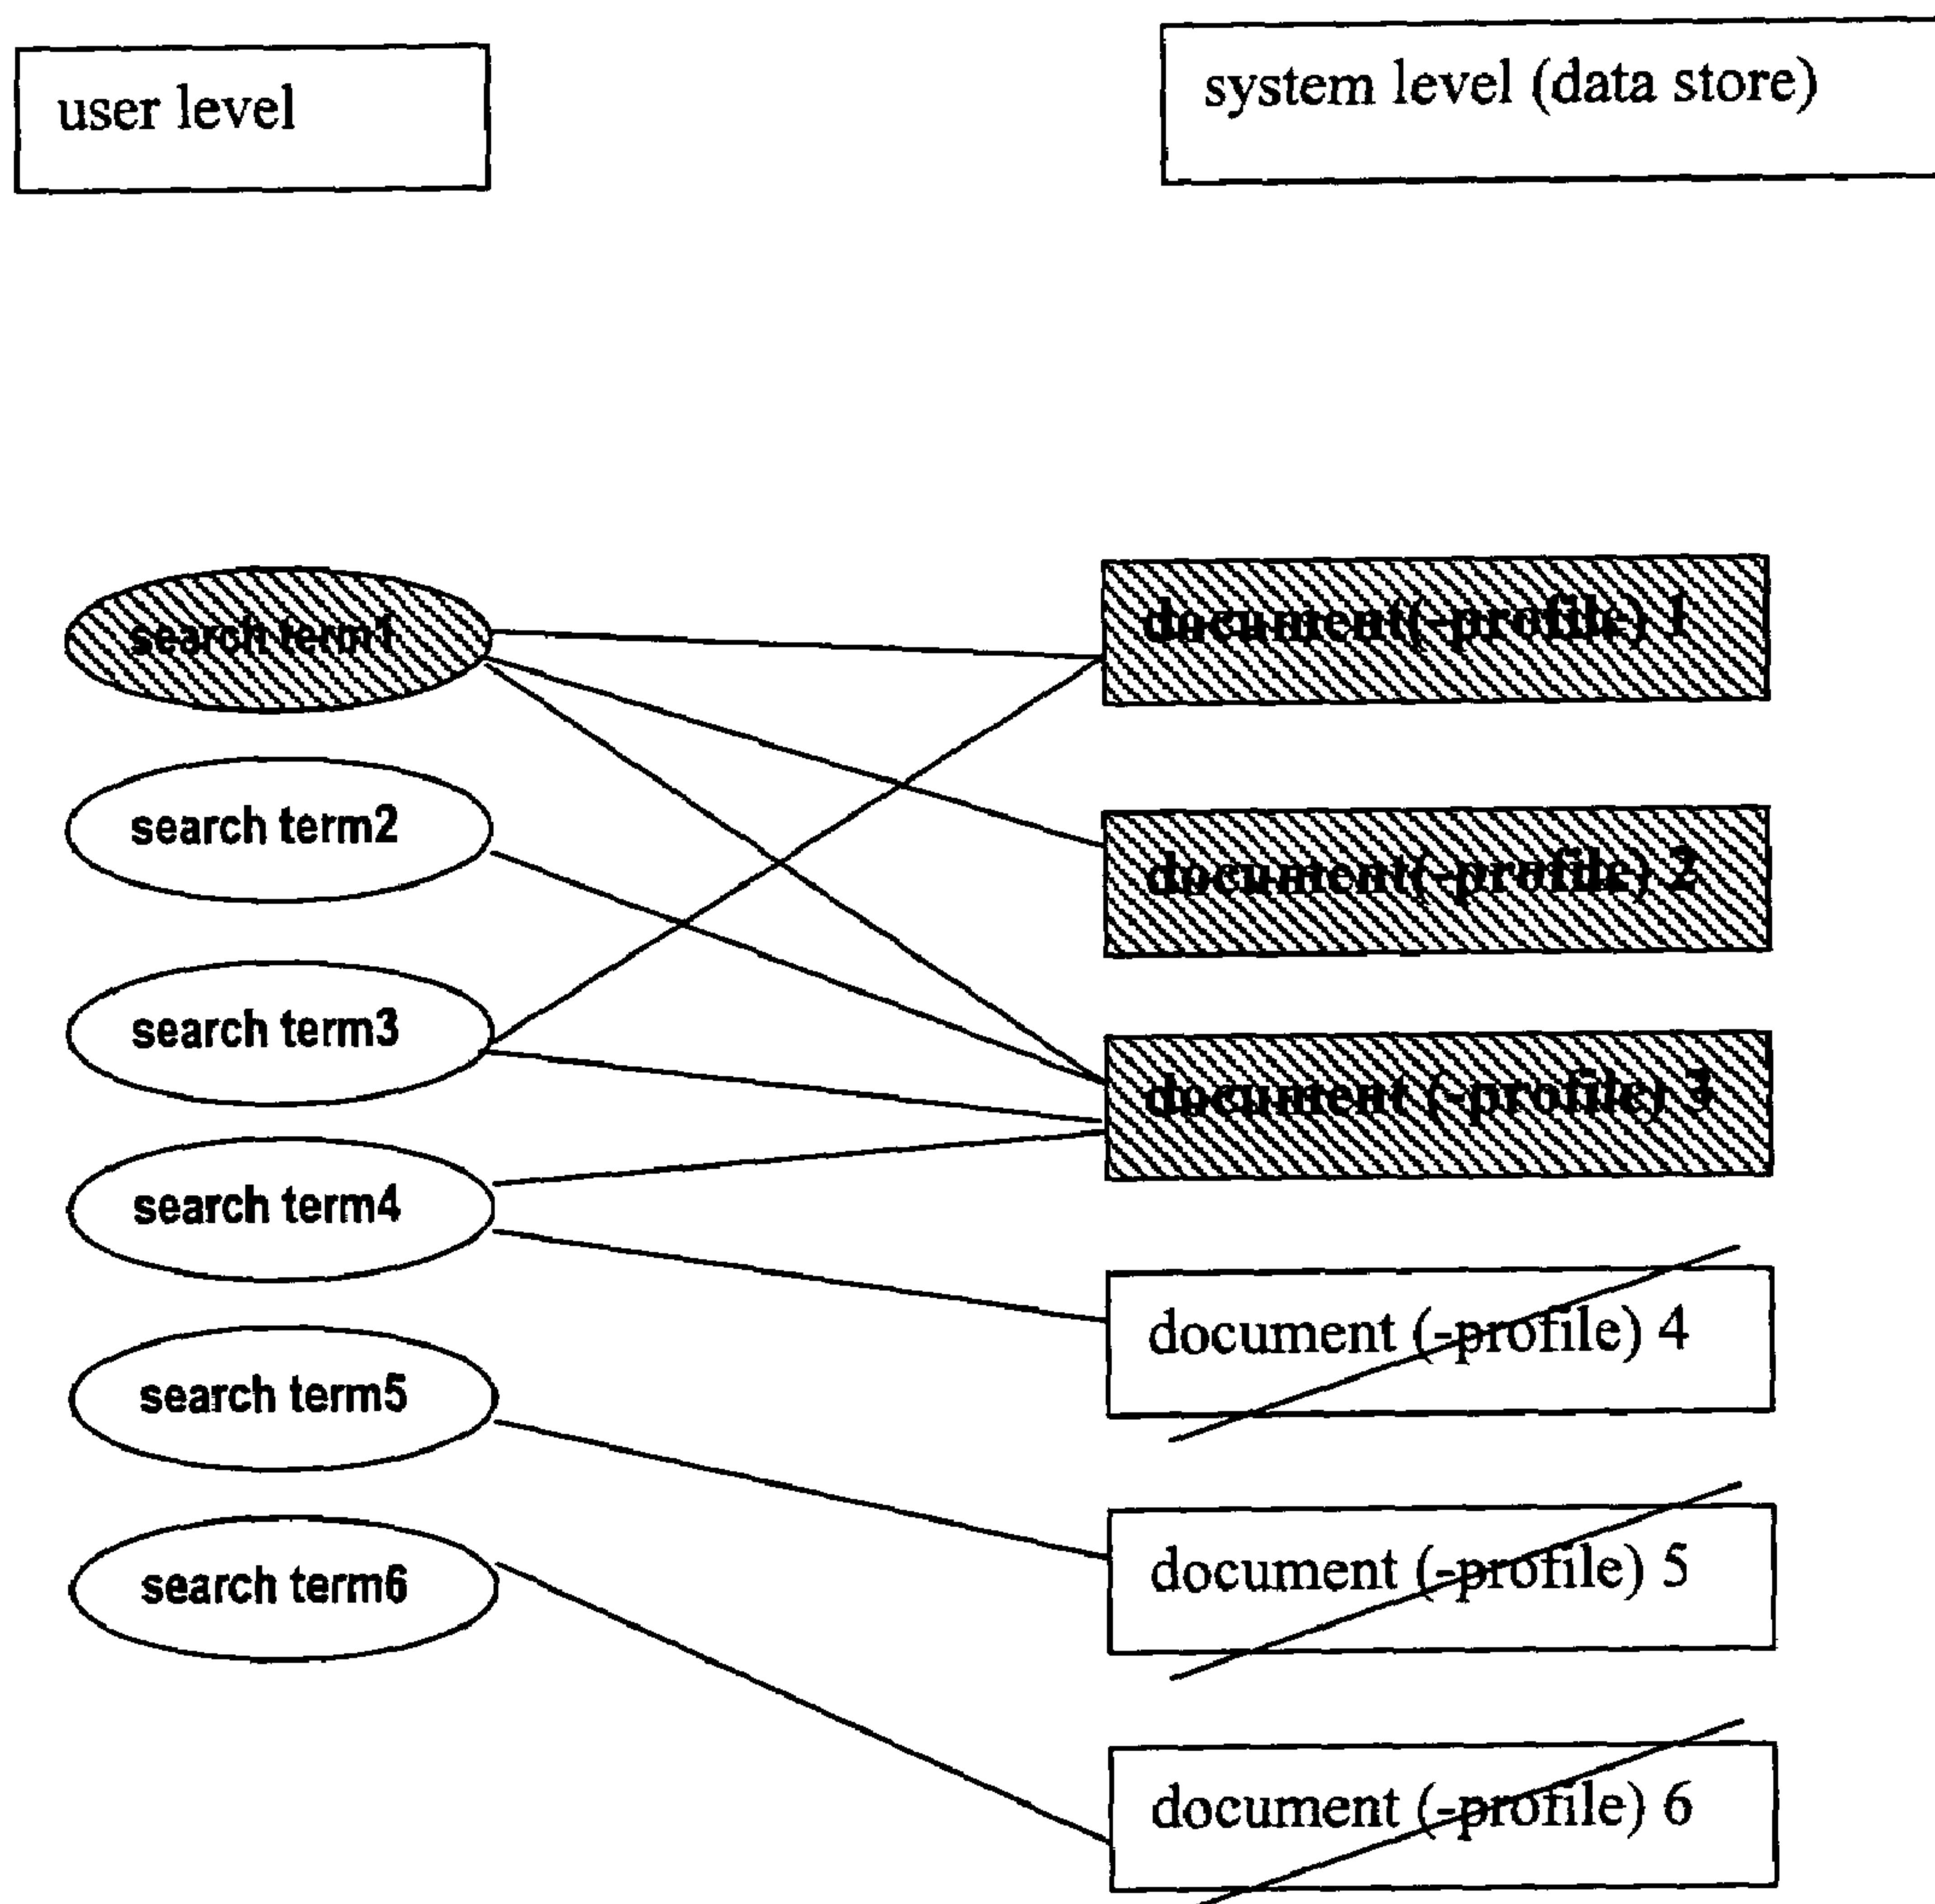 user level
system level (data store)
search term1
document(-profile) 1
search term2
document(-profile) 2
search term3
document (-profile) 3
search term4
document (-profile) 4
search term5
document (-profile) 5
search term6
document (-profile) 6